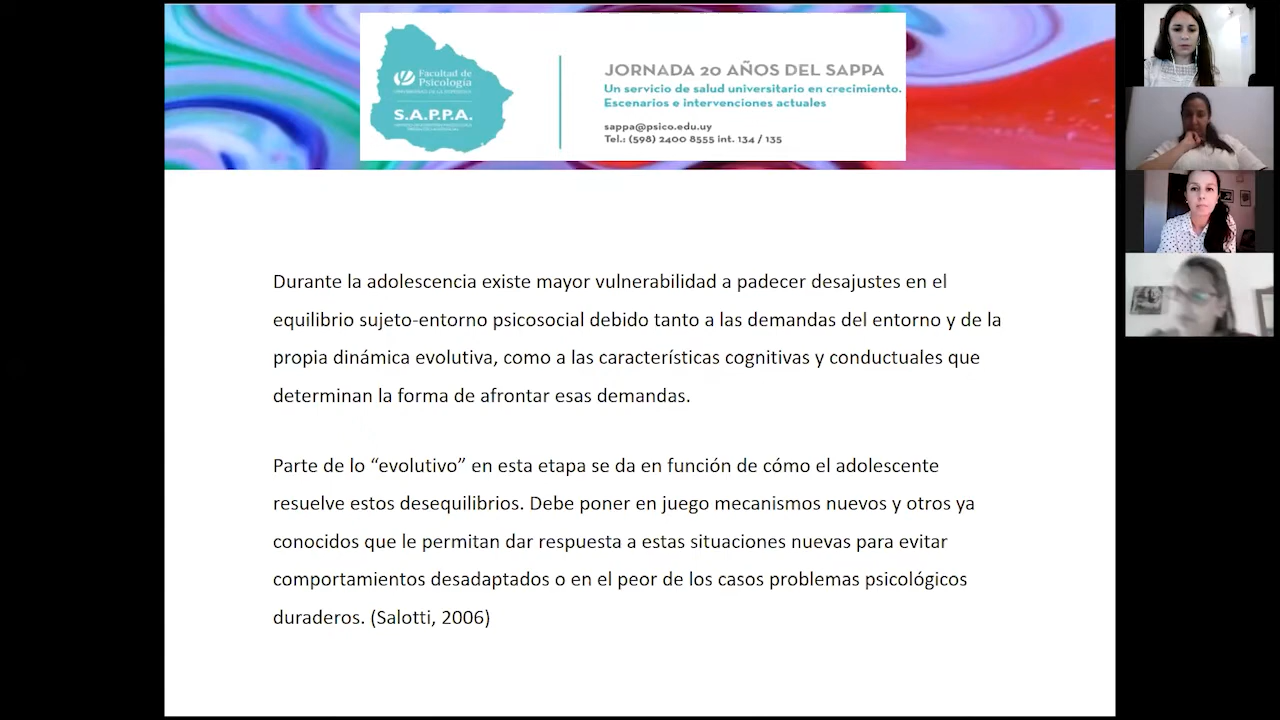 Facultad de
Psicología
UNIVERSIDAD DE LA REPÚBLICA
S.A.P.P.A.
JORNADA 20 AÑOS DEL SAPPA
Un servicio de salud universitario en crecimiento.
Escenarios e intervenciones actuales
sappa@psico.edu.uy
Tel.: (598) 2400 8555 int. 134 / 135
Durante la adolescencia existe mayor vulnerabilidad a padecer desajustes en el
equilibrio sujeto-entorno psicosocial debido tanto a las demandas del entorno y de la
propia dinámica evolutiva, como a las características cognitivas y conductuales que
determinan la forma de afrontar esas demandas.
Parte de lo “evolutivo” en esta etapa se da en función de cómo el adolescente
resuelve estos desequilibrios. Debe poner en juego mecanismos nuevos y otros ya
conocidos que le permitan dar respuesta a estas situaciones nuevas para evitar
comportamientos desadaptados o en el peor de los casos problemas psicológicos
duraderos. (Salotti, 2006)